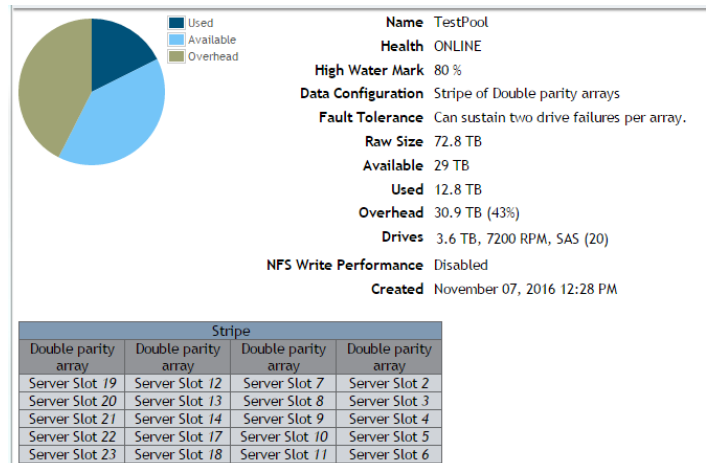 Used
Available
Overhead
Name TestPool
Health ONLINE
High Water Mark 80 %
Data Configuration Stripe of Double parity arrays
Fault Tolerance Can sustain two drive failures per array.
Raw Size 72.8 TB
Available 29 TB
Used 12.8 TB
Overhead 30.9 TB (43%)
Drives 3.6 TB, 7200 RPM, SAS (20)
NFS Write Performance Disabled
Created November 07, 2016 12:28 PM
Stripe
Double parity array Double parity array Double parity array Double parity array
Server Slot 19 Server Slot 12 Server Slot 7 Server Slot 2
Server Slot 20 Server Slot 13 Server Slot 8 Server Slot 3
Server Slot 21 Server Slot 14 Server Slot 9 Server Slot 4
Server Slot 22 Server Slot 17 Server Slot 10 Server Slot 5
Server Slot 23 Server Slot 18 Server Slot 11 Server Slot 6